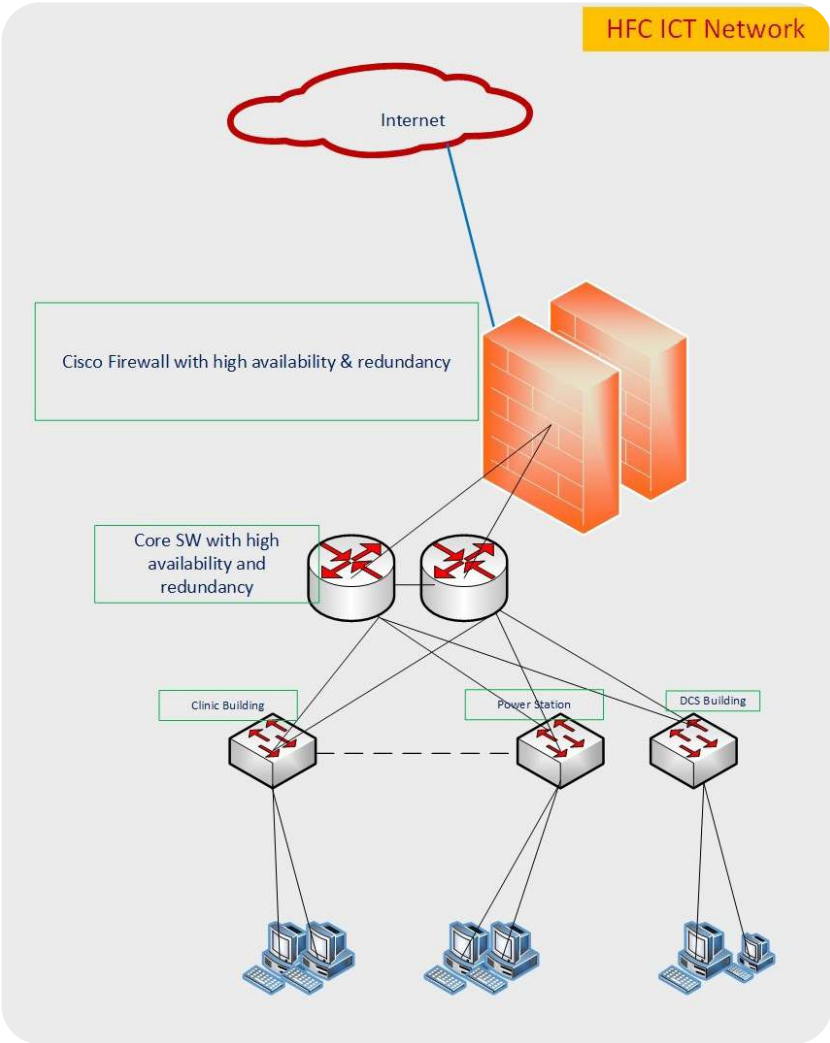 HFC ICT Network
Internet
Cisco Firewall with high availability & redundancy
Core SW with high
availability and
redundancy
Clinic Building
Power Station
DCS Building